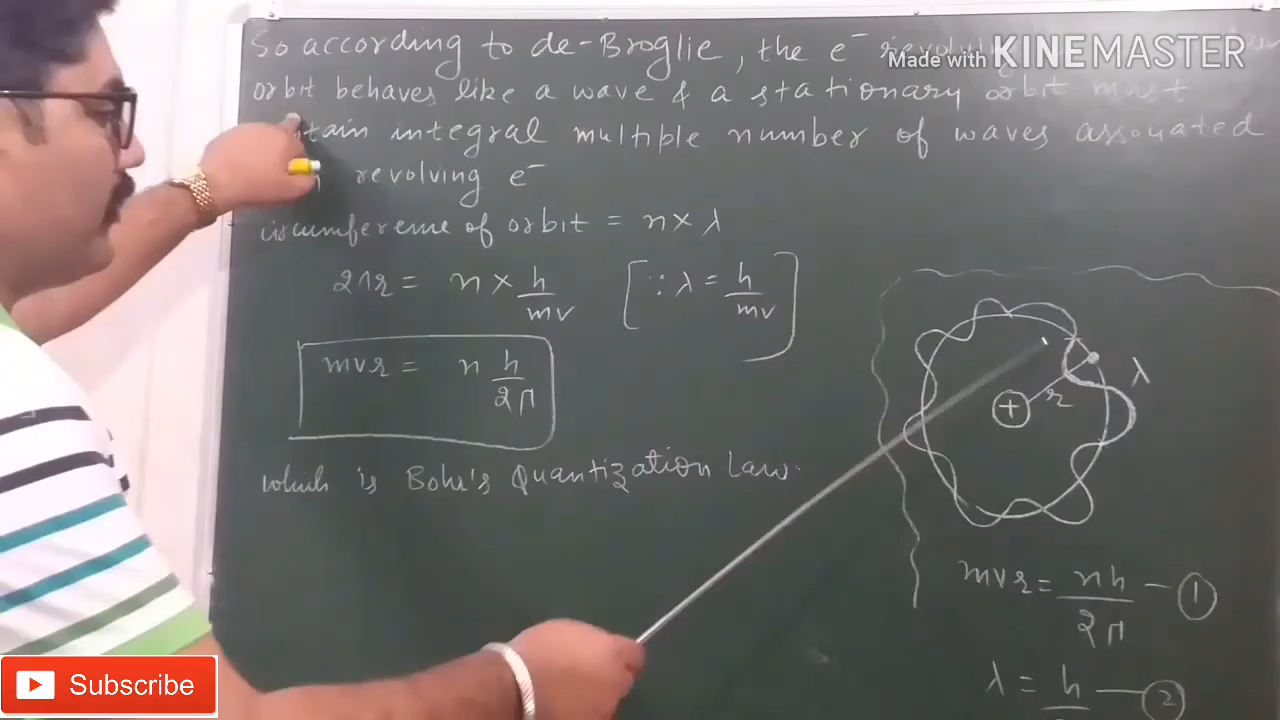 So according to de-Broglie, the e⁻ revolving
Made with KINEMASTER
orbit behaves like a wave & a stationary orbit must
tain integral multiple number of waves associated
revolving e⁻
circumference of orbit = n × λ
2πr = n × h/mv [∵ λ = h/mv]
mvr = n h/2π
which is Bohr's Quantization Law.
λ
+
r
mvr = nh/2π — ①
λ = h — ②
Subscribe